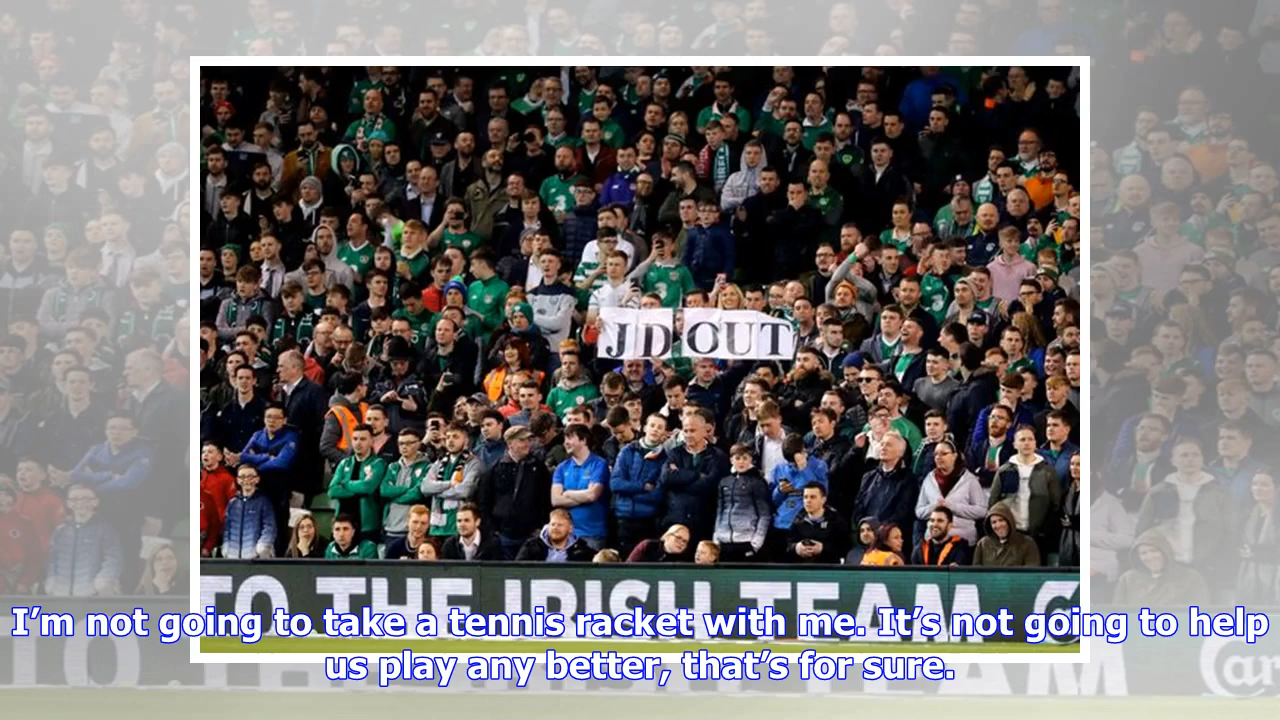 JD OUT
TO THE IRISH TEAM G
I’m not going to take a tennis racket with me. It’s not going to help
us play any better, that’s for sure.